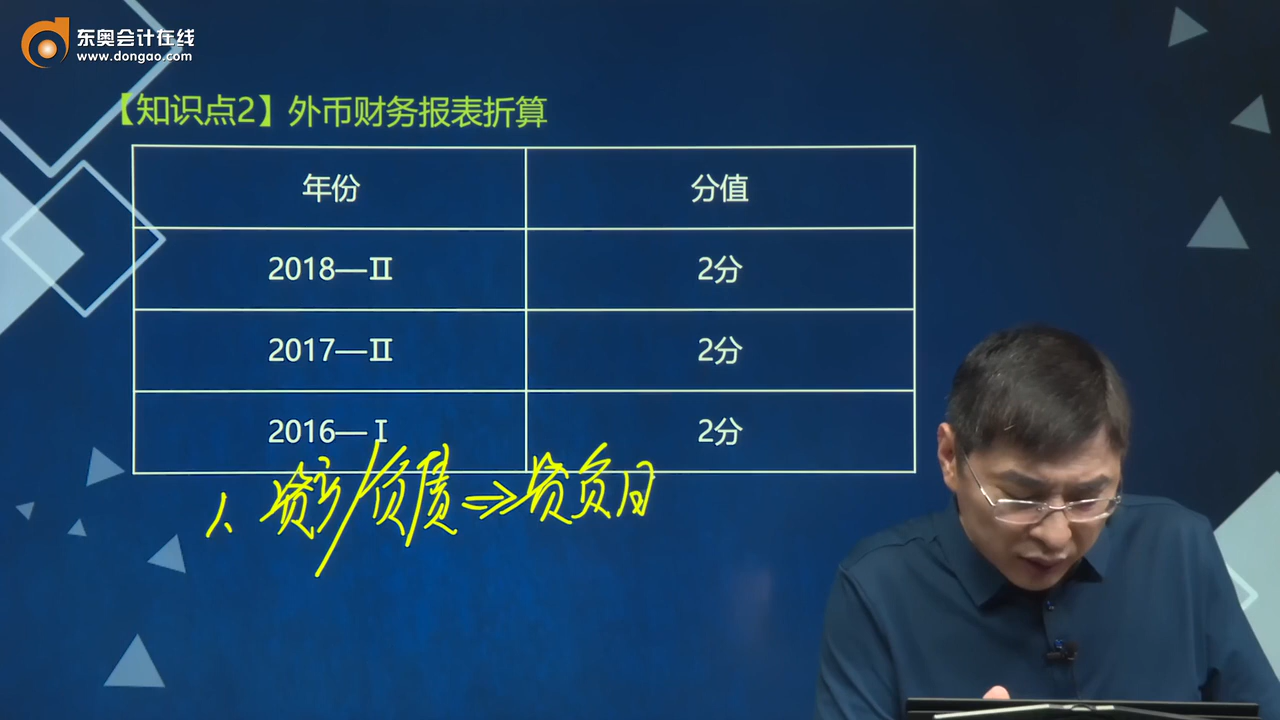 东奥会计在线
www.dongao.com
【知识点2】外币财务报表折算
年份 分值
2018—Ⅱ 2分
2017—Ⅱ 2分
2016—Ⅰ 2分
1、资产/负债⇒资负日